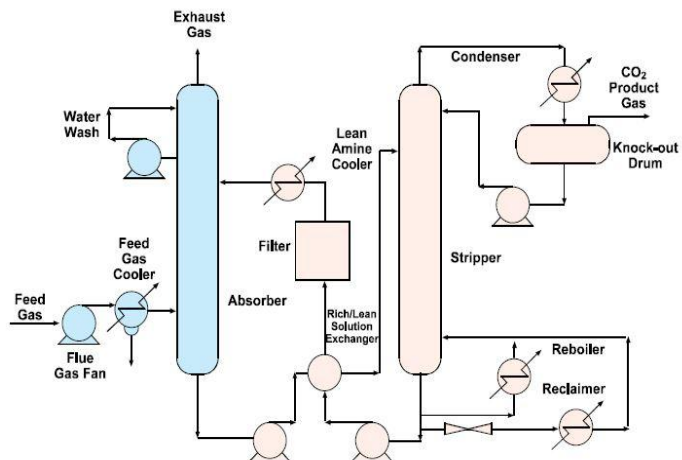 Exhaust
Gas
Condenser
CO₂
Product
Gas
Water
Wash
Lean
Amine
Cooler
Knock-out
Drum
Feed
Gas
Cooler
Filter
Stripper
Feed
Gas
Absorber
Rich/Lean
Solution
Exchanger
Flue
Gas Fan
Reboiler
Reclaimer